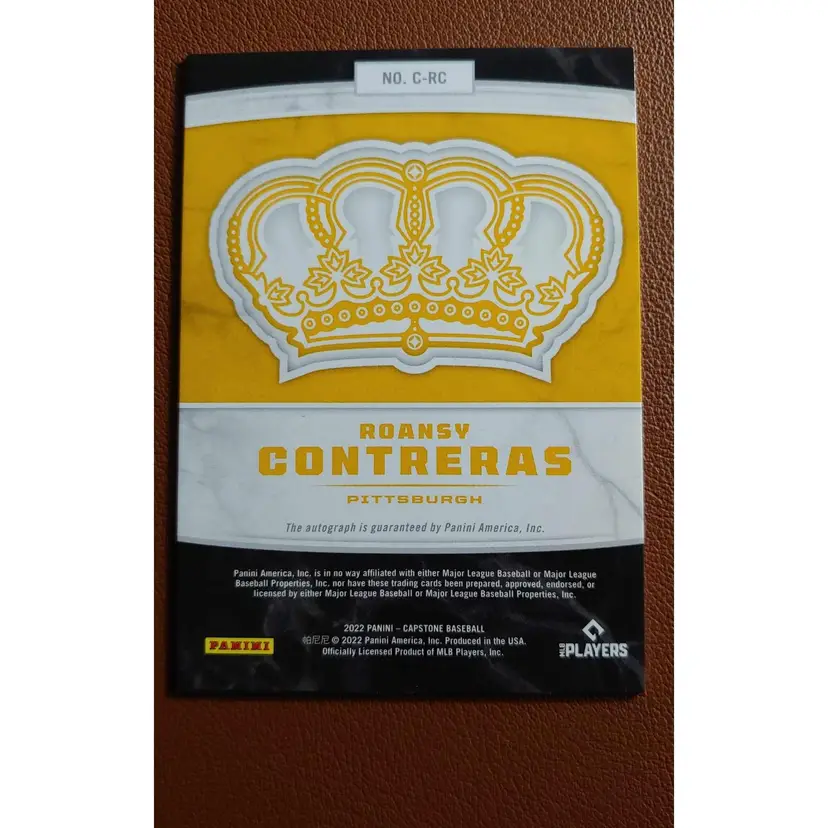 NO. C-RC
ROANSY
CONTRERAS
PITTSBURGH
The autograph is guaranteed by Panini America, Inc.
Panini America, Inc. is in no way affiliated with either Major League Baseball or Major League
Baseball Properties, Inc. nor have these trading cards been prepared, approved, endorsed, or
licensed by either Major League Baseball or Major League Baseball Properties, Inc.
2022 PANINI – CAPSTONE BASEBALL
帕尼尼 © 2022 Panini America, Inc. Produced in the USA.
Officially Licensed Product of MLB Players, Inc.
PANINI
MLB PLAYERS